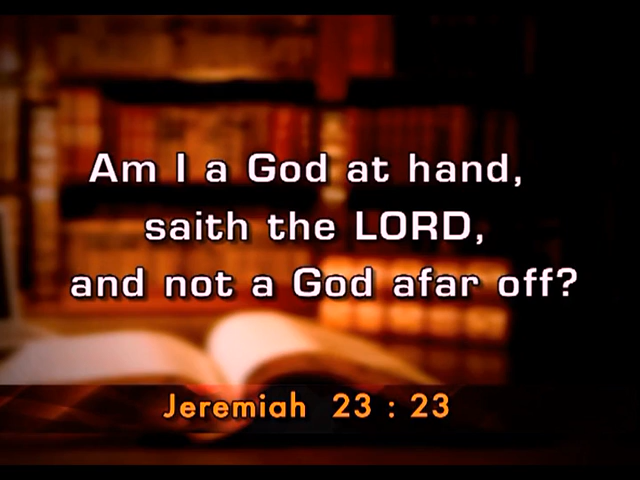 Am I a God at hand,
saith the LORD,
and not a God afar off?
Jeremiah 23 : 23